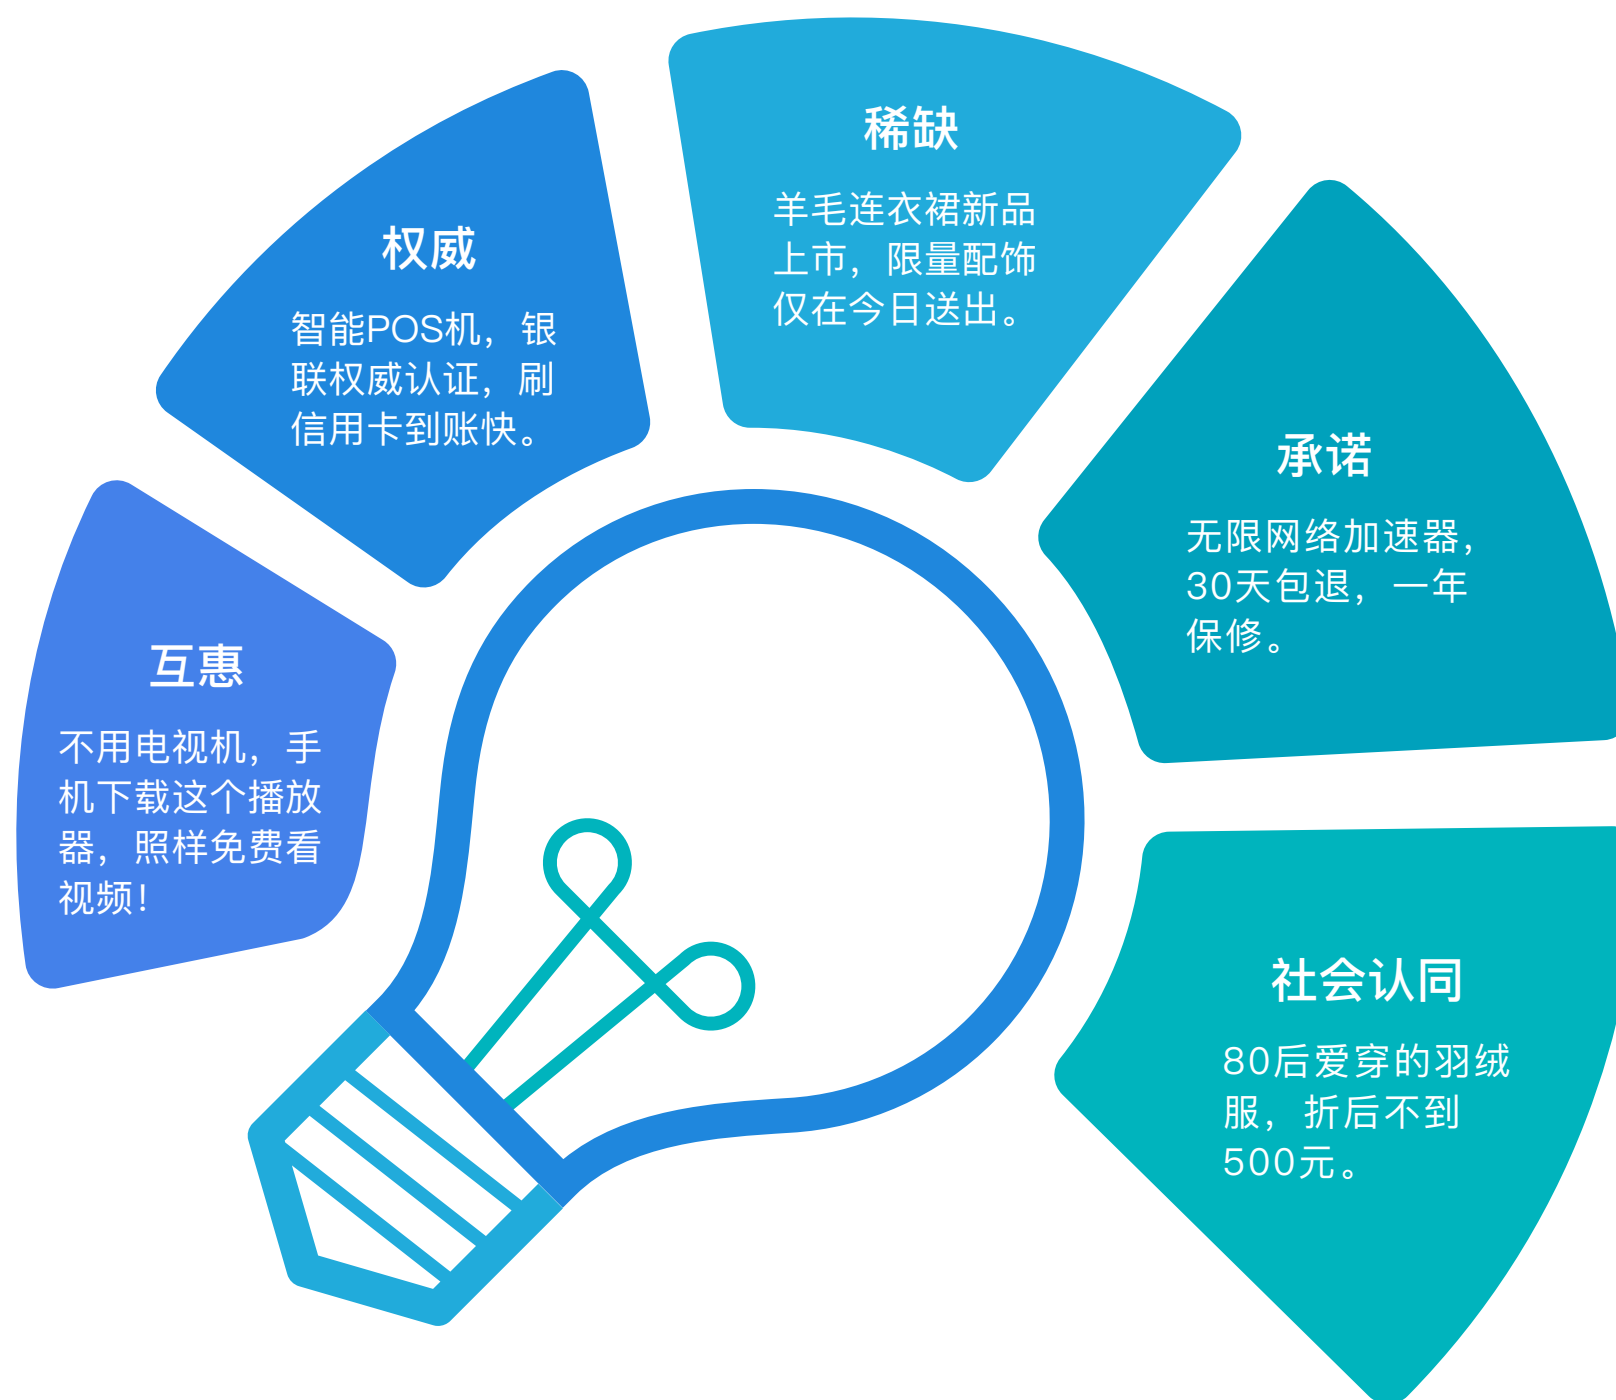 互惠
不用电视机，手
机下载这个播放
器，照样免费看
视频！
权威
智能POS机，银
联权威认证，刷
信用卡到账快。
稀缺
羊毛连衣裙新品
上市，限量配饰
仅在今日送出。
承诺
无限网络加速器，
30天包退，一年
保修。
社会认同
80后爱穿的羽绒
服，折后不到
500元。